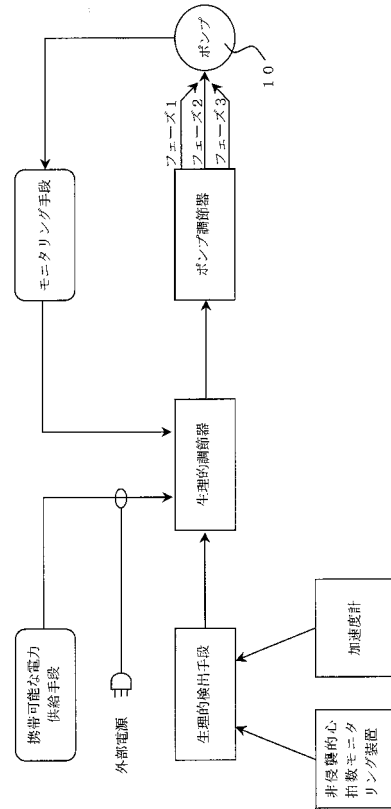 携帯可能な電力
供給手段
外部電源
モニタリング手段
生理的検出手段
生理的調節器
ポンプ調節器
フェーズ1
フェーズ2
フェーズ3
ポンプ
10
非侵襲的心
拍数モニタ
リング装置
加速度計